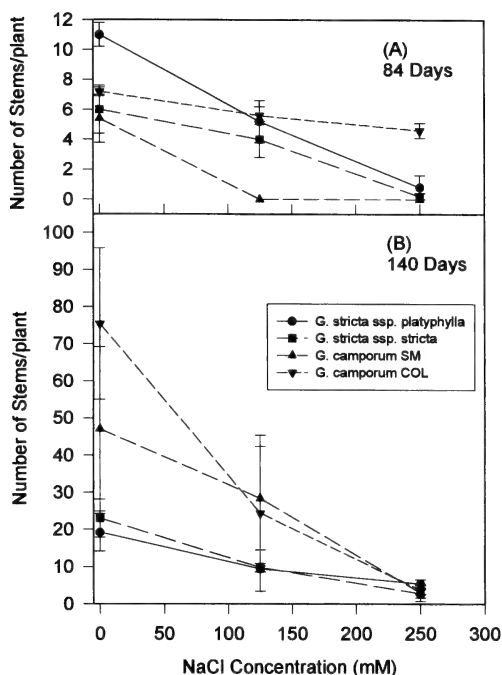 Number of Stems/plant
12
10
8
6
4
2
0
(A)
84 Days
Number of Stems/plant
100
90
80
70
60
50
40
30
20
10
0
(B)
140 Days
G. stricta ssp. platyphylla
G. stricta ssp. stricta
G. camporum SM
G. camporum COL
0 50 100 150 200 250 300
NaCl Concentration (mM)